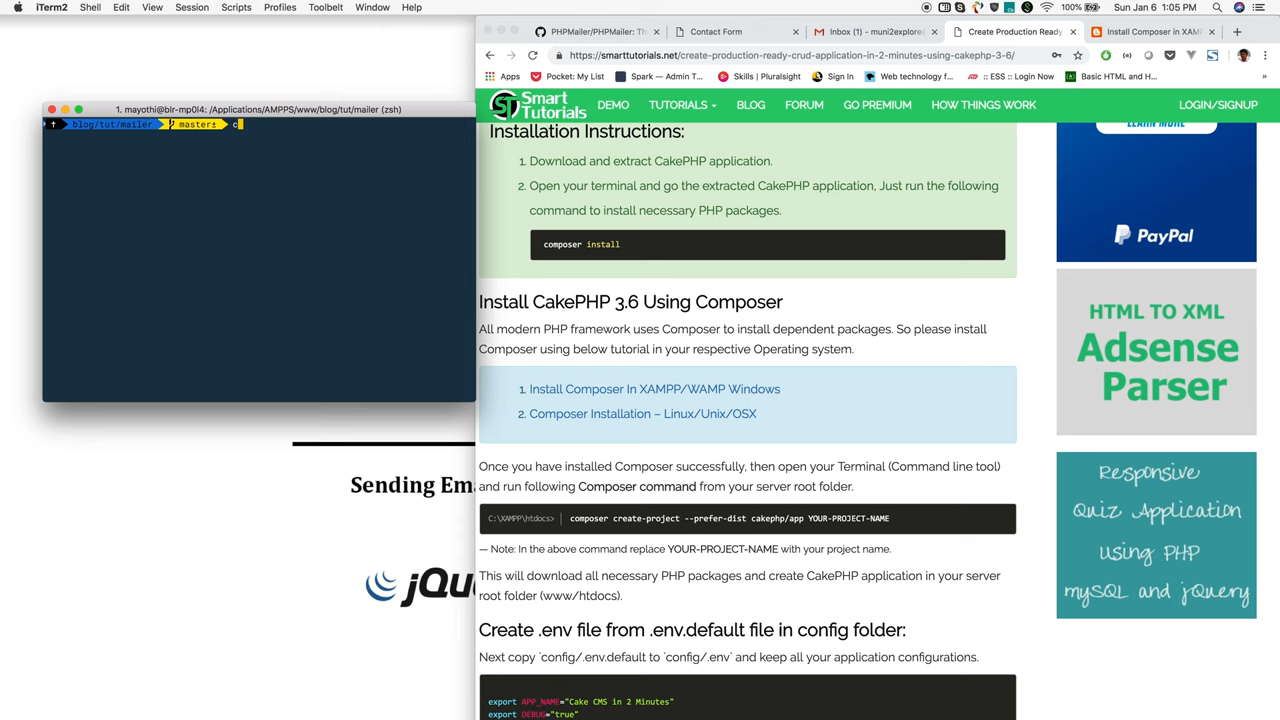 iTerm2 Shell Edit View Session Scripts Profiles Toolbelt Window Help
100% Sun Jan 6 1:05 PM
PHPMailer/PHPMailer: Th
Contact Form
Inbox (1) - muni2explored
Create Production Ready
Install Composer in XAM
https://smarttutorials.net/create-production-ready-crud-application-in-2-minutes-using-cakephp-3-6/
Apps
Pocket: My List
Spark — Admin T...
Skills | Pluralsight
Sign In
Web technology f...
:: ESS :: Login Now
Basic HTML and H...
»
1. mayothi@blr-mp0l4: /Applications/AMPPS/www/blog/tut/mailer (zsh)
blog/tut/mailer master± c
ST Smart Tutorials
DEMO TUTORIALS BLOG FORUM GO PREMIUM HOW THINGS WORK LOGIN/SIGNUP
Installation Instructions:
1. Download and extract CakePHP application.
2. Open your terminal and go the extracted CakePHP application, Just run the following
command to install necessary PHP packages.
composer install
Install CakePHP 3.6 Using Composer
All modern PHP framework uses Composer to install dependent packages. So please install
Composer using below tutorial in your respective Operating system.
1. Install Composer In XAMPP/WAMP Windows
2. Composer Installation – Linux/Unix/OSX
Once you have installed Composer successfully, then open your Terminal (Command line tool)
and run following Composer command from your server root folder.
C:\XAMPP\htdocs> composer create-project --prefer-dist cakephp/app YOUR-PROJECT-NAME
— Note: In the above command replace YOUR-PROJECT-NAME with your project name.
This will download all necessary PHP packages and create CakePHP application in your server
root folder (www/htdocs).
Create .env file from .env.default file in config folder:
Next copy `config/.env.default to `config/.env` and keep all your application configurations.
export APP_NAME="Cake CMS in 2 Minutes"
export DEBUG="true"
LEARN MORE
PayPal
HTML TO XML
Adsense
Parser
Responsive
Quiz Application
using PHP
mySQL and jQuery
Sending Ema
jQu